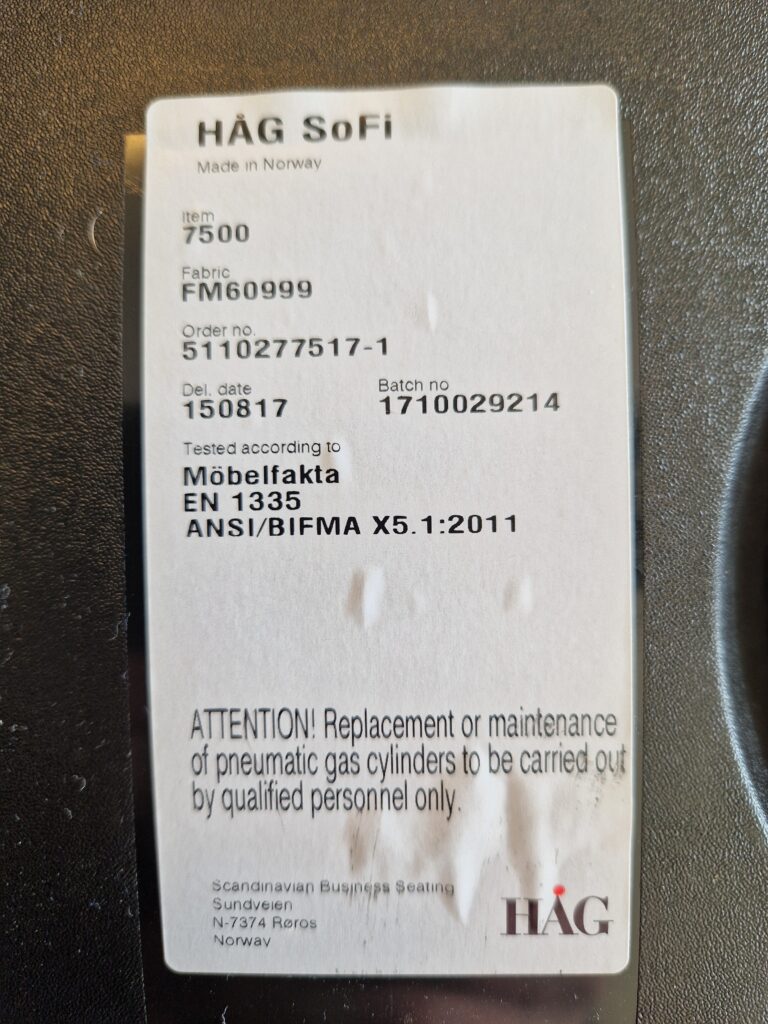 HÅG SoFi
Made in Norway
Item
7500
Fabric
FM60999
Order no.
5110277517-1
Del. date Batch no
150817 1710029214
Tested according to
Möbelfakta
EN 1335
ANSI/BIFMA X5.1:2011
ATTENTION! Replacement or maintenance
of pneumatic gas cylinders to be carried out
by qualified personnel only.
Scandinavian Business Seating
Sundveien
N-7374 Røros
Norway
HÅG